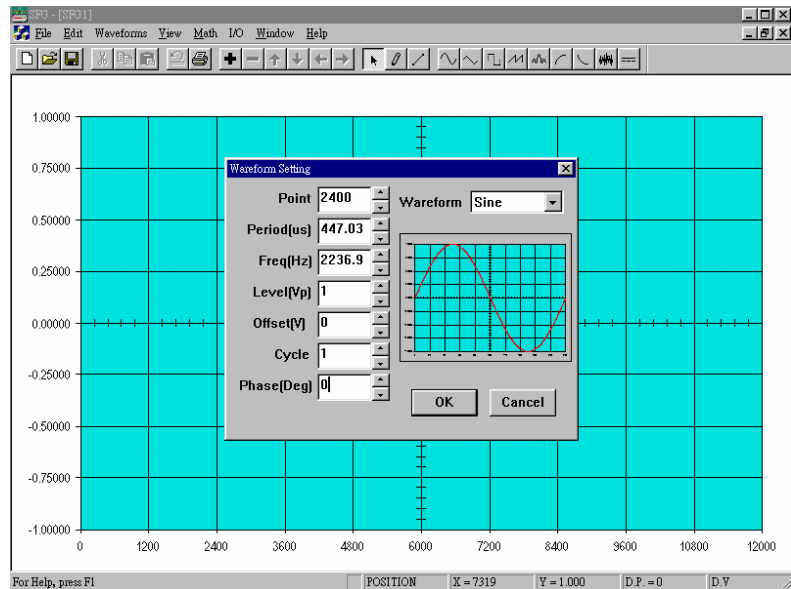 SFG - [SFG1]
File Edit Waveforms View Math I/O Window Help
1.00000
0.75000
0.50000
0.25000
0.00000
-0.25000
-0.50000
-0.75000
-1.00000
0 1200 2400 3600 4800 6000 7200 8400 9600 10800 12000
Wareform Setting
Point 2400
Period(us) 447.03
Freq(Hz) 2236.9
Level(Vp) 1
Offset(V) 0
Cycle 1
Phase(Deg) 0
Wareform Sine
OK Cancel
For Help, press F1 POSITION X = 7319 Y = 1.000 D.P. = 0 D.V